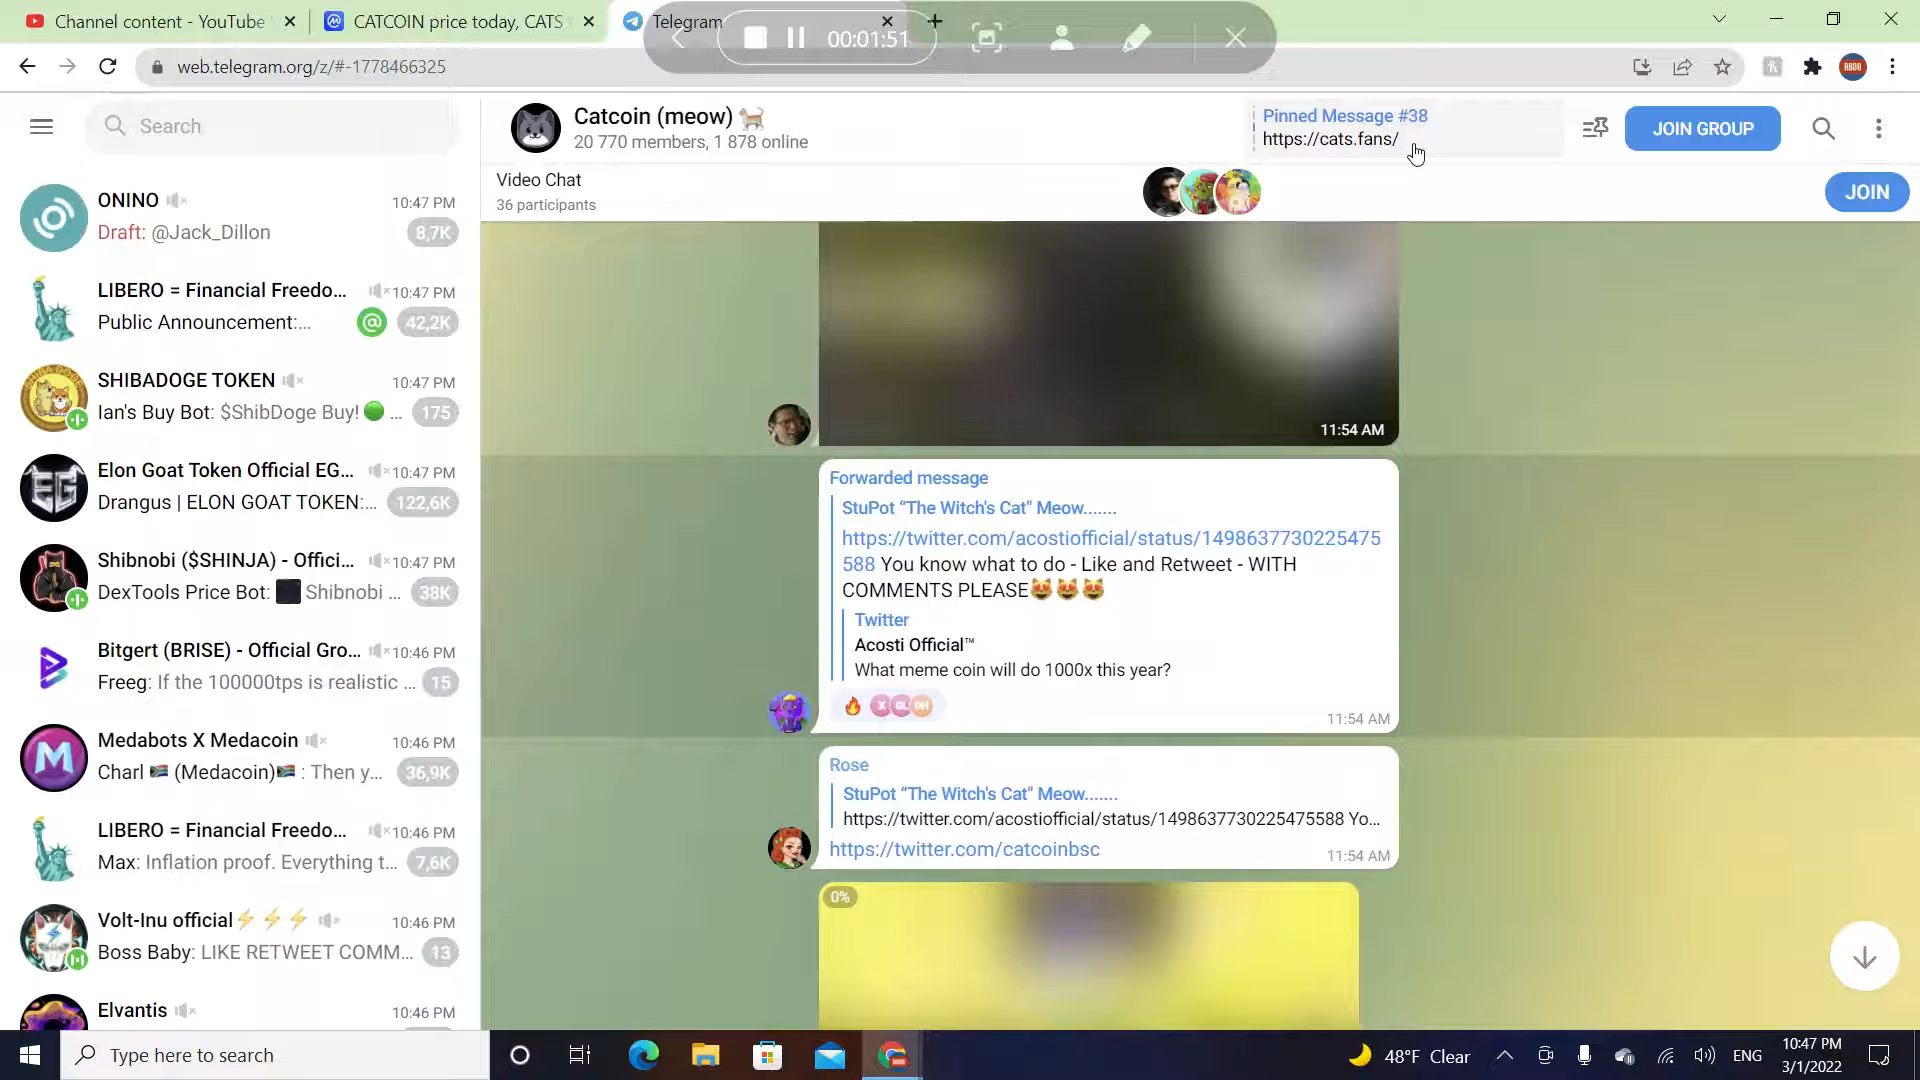 Channel content - YouTube
CATCOIN price today, CATS
Telegram
00:01:51
web.telegram.org/z/#-1778466325
ABOU
Search
Catcoin (meow) 🐈
20 770 members, 1 878 online
Pinned Message #38
https://cats.fans/
JOIN GROUP
Video Chat
36 participants
JOIN
ONINO
10:47 PM
Draft: @Jack_Dillon
8,7K
LIBERO = Financial Freedo...
10:47 PM
Public Announcement:...
@
42,2K
SHIBADOGE TOKEN
10:47 PM
Ian's Buy Bot: $ShibDoge Buy! 🟢 ...
175
Elon Goat Token Official EG...
10:47 PM
Drangus | ELON GOAT TOKEN:...
122,6K
EG
Shibnobi ($SHINJA) - Offici...
10:47 PM
DexTools Price Bot: ⬛ Shibnobi ...
38K
Bitgert (BRISE) - Official Gro...
10:46 PM
Freeg: If the 100000tps is realistic ...
15
Medabots X Medacoin
10:46 PM
Charl 🇿🇦 (Medacoin)🇿🇦 : Then y...
36,9K
M
LIBERO = Financial Freedo...
10:46 PM
Max: Inflation proof. Everything t...
7,6K
Volt-Inu official⚡⚡⚡
10:46 PM
Boss Baby: LIKE RETWEET COMM...
13
Elvantis
10:46 PM
11:54 AM
Forwarded message
StuPot “The Witch's Cat" Meow.......
https://twitter.com/acostiofficial/status/1498637730225475
588 You know what to do - Like and Retweet - WITH
COMMENTS PLEASE😻😻😻
Twitter
Acosti Official™
What meme coin will do 1000x this year?
🔥 X GL DH
11:54 AM
Rose
StuPot “The Witch's Cat" Meow.......
https://twitter.com/acostiofficial/status/1498637730225475588 Yo...
https://twitter.com/catcoinbsc
11:54 AM
0%
Type here to search
48°F Clear
ENG
10:47 PM
3/1/2022